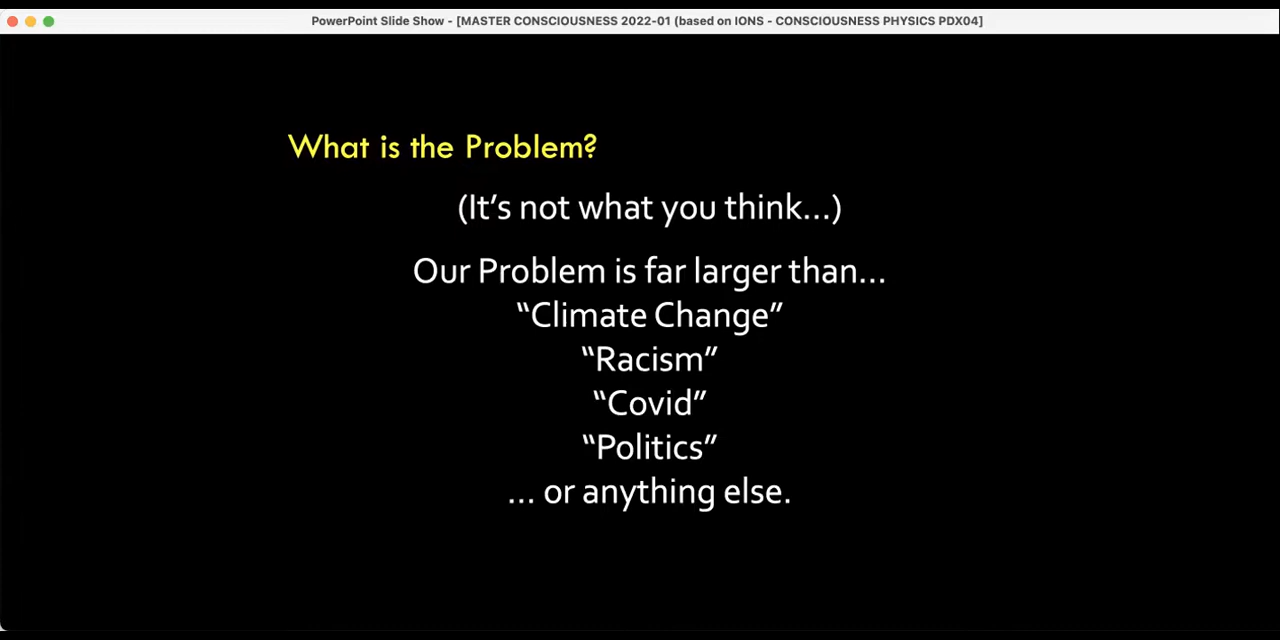 PowerPoint Slide Show - [MASTER CONSCIOUSNESS 2022-01 (based on IONS - CONSCIOUSNESS PHYSICS PDX04]
What is the Problem?
(It’s not what you think...)
Our Problem is far larger than...
“Climate Change”
“Racism”
“Covid”
“Politics”
... or anything else.